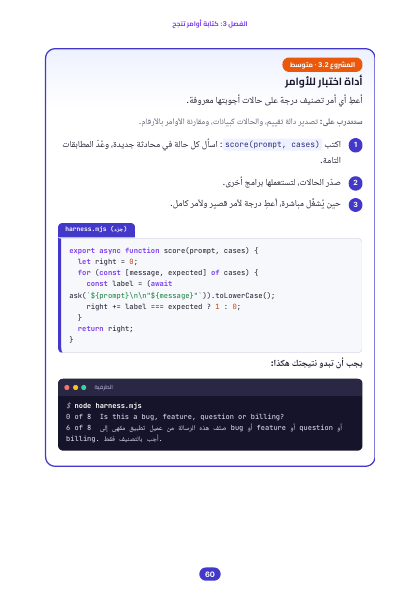 الفصل 3: كتابة أوامر تنجح
المشروع 3.2 · متوسط
أداة اختبار للأوامر
أعطِ أي أمر تصنيف درجة على حالات أجوبتها معروفة.
ستتدرب على: تصدير دالة تقييم، والحالات كبيانات، ومقارنة الأوامر بالأرقام.
1 اكتب score(prompt, cases): اسأل كل حالة في محادثة جديدة، وعُدّ المطابقات
التامة.
2 صدّر الحالات، لتستعملها برامج أخرى.
3 حين يُشغَّل مباشرة، أعطِ درجة لأمر قصير ولأمر كامل.
harness.mjs (جزء)
export async function score(prompt, cases) {
let right = 0;
for (const [message, expected] of cases) {
const label = (await
ask(`${prompt}\n\n"${message}"`)).toLowerCase();
right += label === expected ? 1 : 0;
}
return right;
}
يجب أن تبدو نتيجتك هكذا:
الطرفية
$ node harness.mjs
0 of 8 Is this a bug, feature, question or billing?
6 of 8 صنّف هذه الرسالة من عميل تطبيق مقهى إلى bug أو feature أو question أو
billing. أجب بالتصنيف فقط.
60